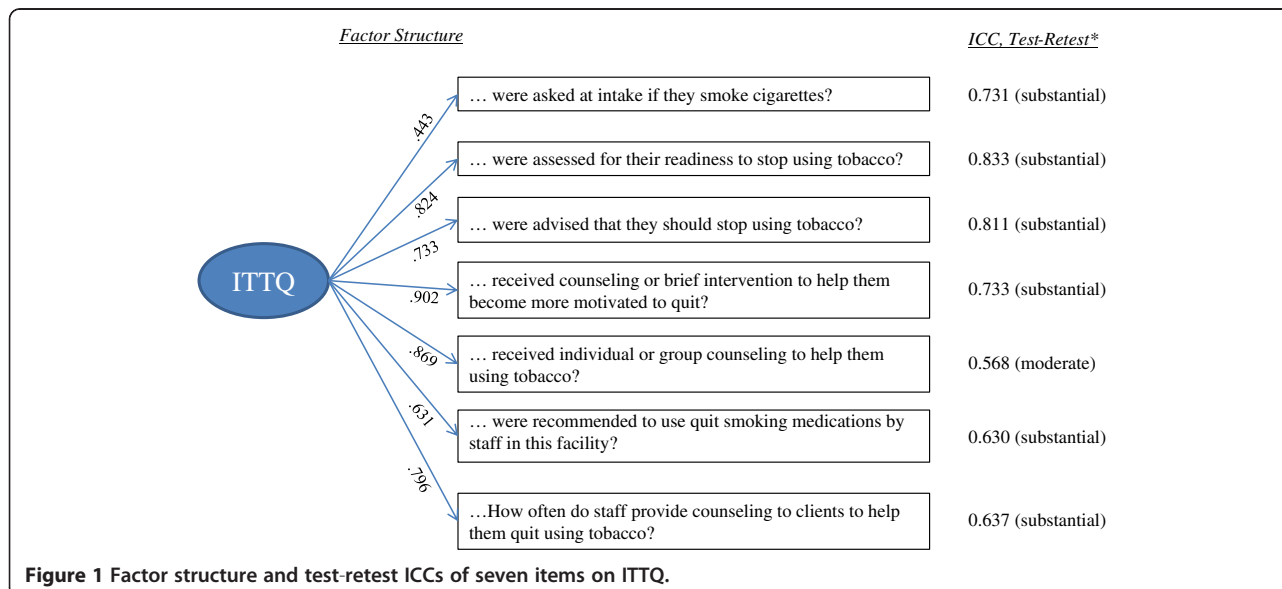 Factor Structure
ICC, Test-Retest*
… were asked at intake if they smoke cigarettes?
0.731 (substantial)
.443
… were assessed for their readiness to stop using tobacco?
0.833 (substantial)
.824
… were advised that they should stop using tobacco?
0.811 (substantial)
.733
ITTQ
… received counseling or brief intervention to help them
become more motivated to quit?
0.733 (substantial)
.902
… received individual or group counseling to help them
using tobacco?
0.568 (moderate)
.869
… were recommended to use quit smoking medications by
staff in this facility?
0.630 (substantial)
.631
…How often do staff provide counseling to clients to help
them quit using tobacco?
0.637 (substantial)
.796
Figure 1 Factor structure and test-retest ICCs of seven items on ITTQ.